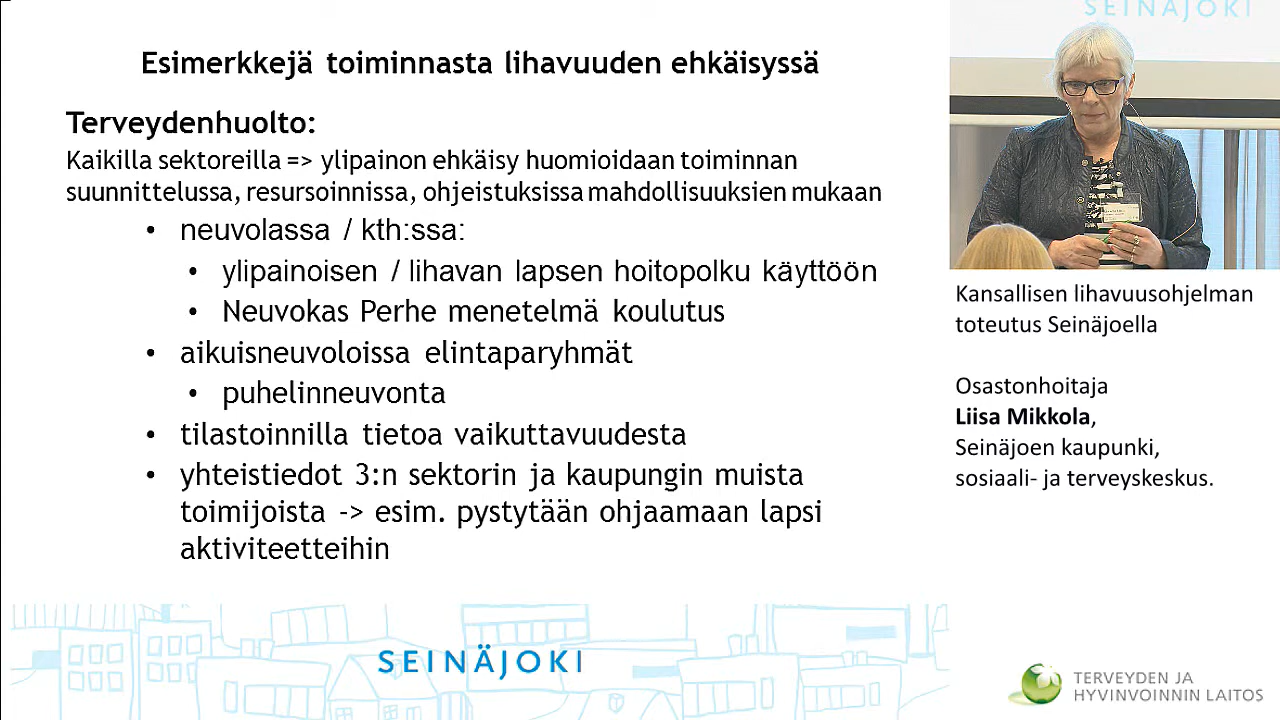 Esimerkkejä toiminnasta lihavuuden ehkäisyssä
Terveydenhuolto:
Kaikilla sektoreilla => ylipainon ehkäisy huomioidaan toiminnan
suunnittelussa, resursoinnissa, ohjeistuksissa mahdollisuuksien mukaan
• neuvolassa / kth:ssa:
• ylipainoisen / lihavan lapsen hoitopolku käyttöön
• Neuvokas Perhe menetelmä koulutus
• aikuisneuvoloissa elintaparyhmät
• puhelinneuvonta
• tilastoinnilla tietoa vaikuttavuudesta
• yhteistiedot 3:n sektorin ja kaupungin muista
toimijoista -> esim. pystytään ohjaamaan lapsi
aktiviteetteihin
SEINÄJOKI
SEINÄJOKI
Kansallisen lihavuusohjelman
toteutus Seinäjoella
Osastonhoitaja
Liisa Mikkola,
Seinäjoen kaupunki,
sosiaali- ja terveyskeskus.
TERVEYDEN JA
HYVINVOINNIN LAITOS